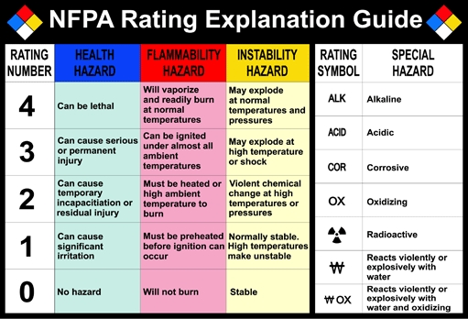 NFPA Rating Explanation Guide
RATING
NUMBER
HEALTH
HAZARD
FLAMMABILITY
HAZARD
INSTABILITY
HAZARD
RATING
SYMBOL
SPECIAL
HAZARD
4
Can be lethal
Will vaporize
and readily burn
at normal
temperatures
May explode
at normal
temperatures and
pressures
3
Can cause serious
or permanent
injury
Can be ignited
under almost all
ambient
temperatures
May explode at
high temperature
or shock
2
Can cause
temporary
incapacitiation or
residual injury
Must be heated or
high ambient
temperature to
burn
Violent chemical
change at high
temperatures or
pressures
1
Can cause
significant
irritation
Must be preheated
before ignition can
occur
Normally stable.
High temperatures
make unstable
0
No hazard
Will not burn
Stable
ALK
Alkaline
ACID
Acidic
COR
Corrosive
OX
Oxidizing
Radioactive
W
Reacts violently or
explosively with
water
W OX
Reacts violently or
explosively with
water and oxidizing